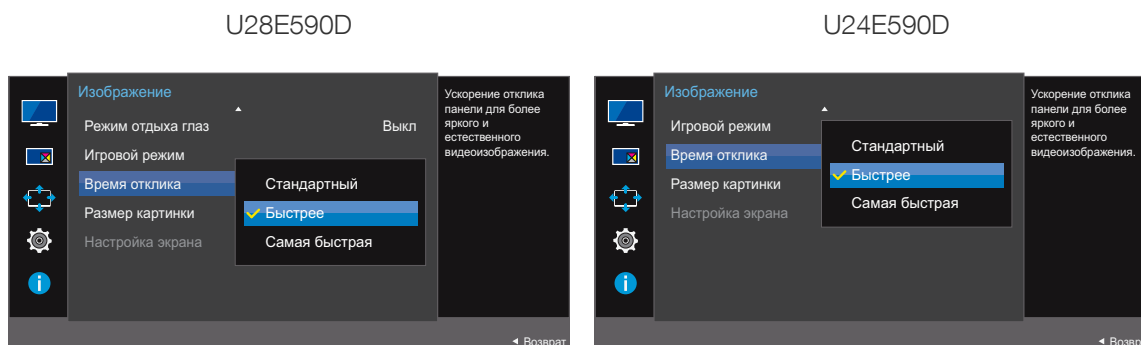 U28E590D
Изображение
Режим отдыха глаз Выкл
Игровой режим
Время отклика
Размер картинки
Настройка экрана
Стандартный
Быстрее
Самая быстрая
Ускорение отклика
панели для более
яркого и
естественного
видеоизображения.
Возврат
U24E590D
Изображение
Игровой режим
Время отклика
Размер картинки
Настройка экрана
Стандартный
Быстрее
Самая быстрая
Ускорение отклика
панели для более
яркого и
естественного
видеоизображения.
Возвр